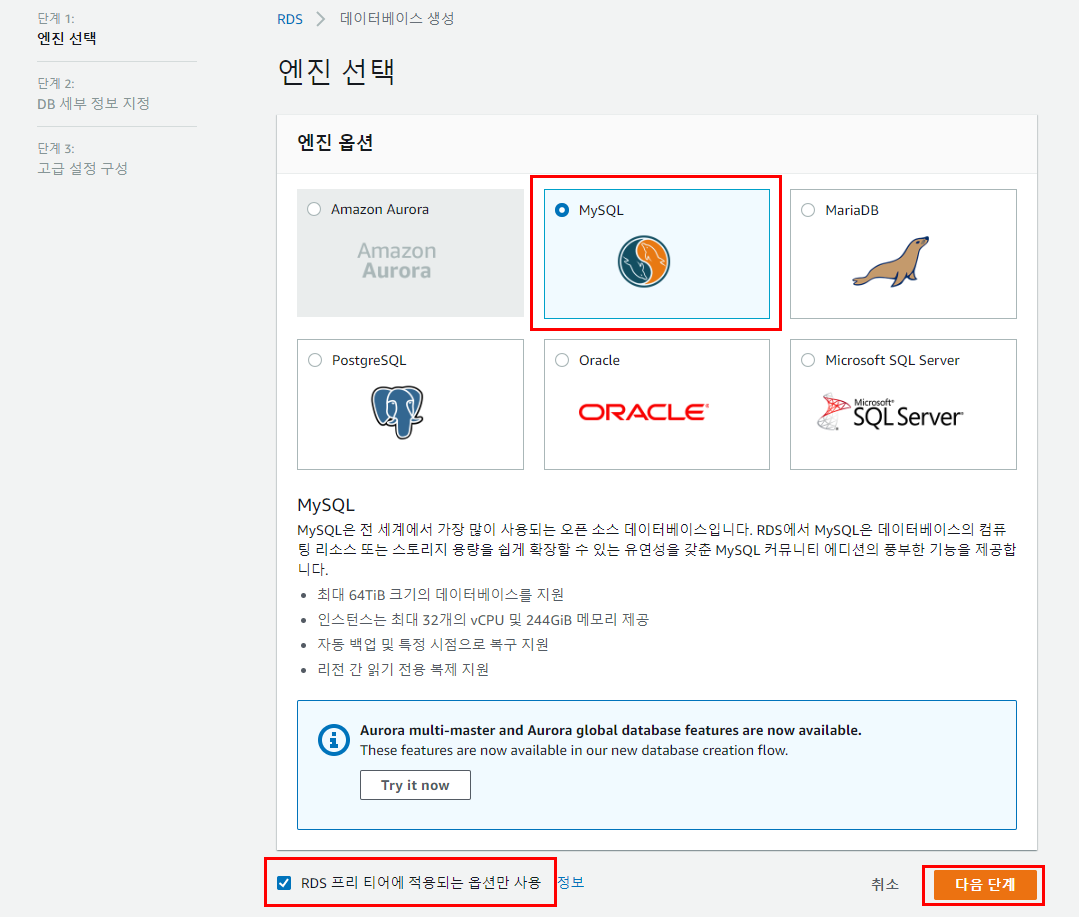 단계 1:
엔진 선택
단계 2:
DB 세부 정보 지정
단계 3:
고급 설정 구성
RDS > 데이터베이스 생성
엔진 선택
엔진 옵션
Amazon Aurora
Amazon
Aurora
MySQL
MariaDB
PostgreSQL
Oracle
ORACLE
Microsoft SQL Server
Microsoft®
SQL Server
MySQL
MySQL은 전 세계에서 가장 많이 사용되는 오픈 소스 데이터베이스입니다. RDS에서 MySQL은 데이터베이스의 컴퓨
팅 리소스 또는 스토리지 용량을 쉽게 확장할 수 있는 유연성을 갖춘 MySQL 커뮤니티 에디션의 풍부한 기능을 제공합
니다.
• 최대 64TiB 크기의 데이터베이스를 지원
• 인스턴스는 최대 32개의 vCPU 및 244GiB 메모리 제공
• 자동 백업 및 특정 시점으로 복구 지원
• 리전 간 읽기 전용 복제 지원
Aurora multi-master and Aurora global database features are now available.
These features are now available in our new database creation flow.
Try it now
RDS 프리 티어에 적용되는 옵션만 사용 정보
취소
다음 단계